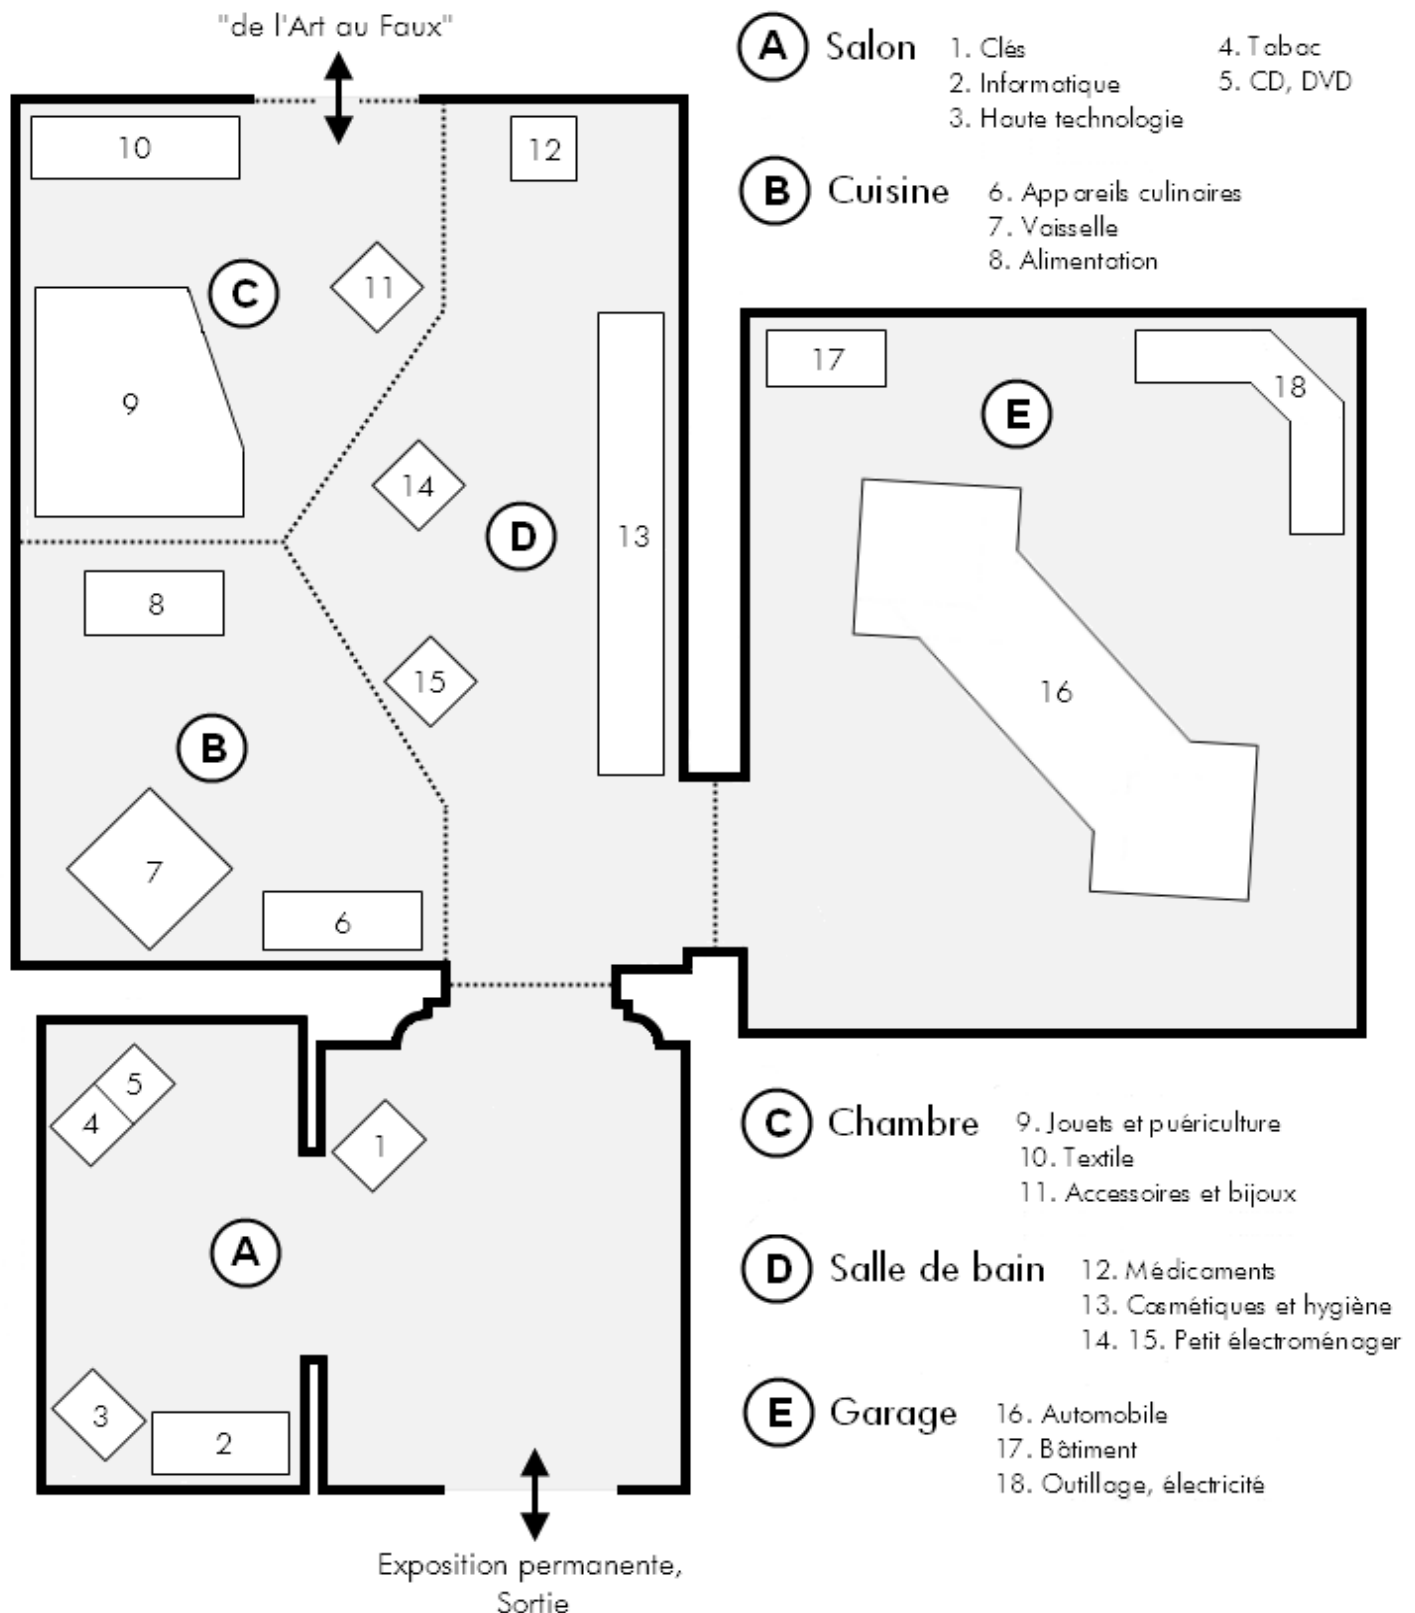 "de l'Art au Faux"
A Salon
1. Clés
2. Informatique
3. Haute technologie
4. Tabac
5. CD, DVD
B Cuisine
6. Appareils culinaires
7. Vaisselle
8. Alimentation
10
12
C
11
9
17
18
E
14
13
D
8
15
16
B
7
6
5
4
1
A
3
2
C Chambre
9. Jouets et puériculture
10. Textile
11. Accessoires et bijoux
D Salle de bain
12. Médicaments
13. Cosmétiques et hygiène
14. 15. Petit électroménager
E Garage
16. Automobile
17. Bâtiment
18. Outillage, électricité
Exposition permanente,
Sortie